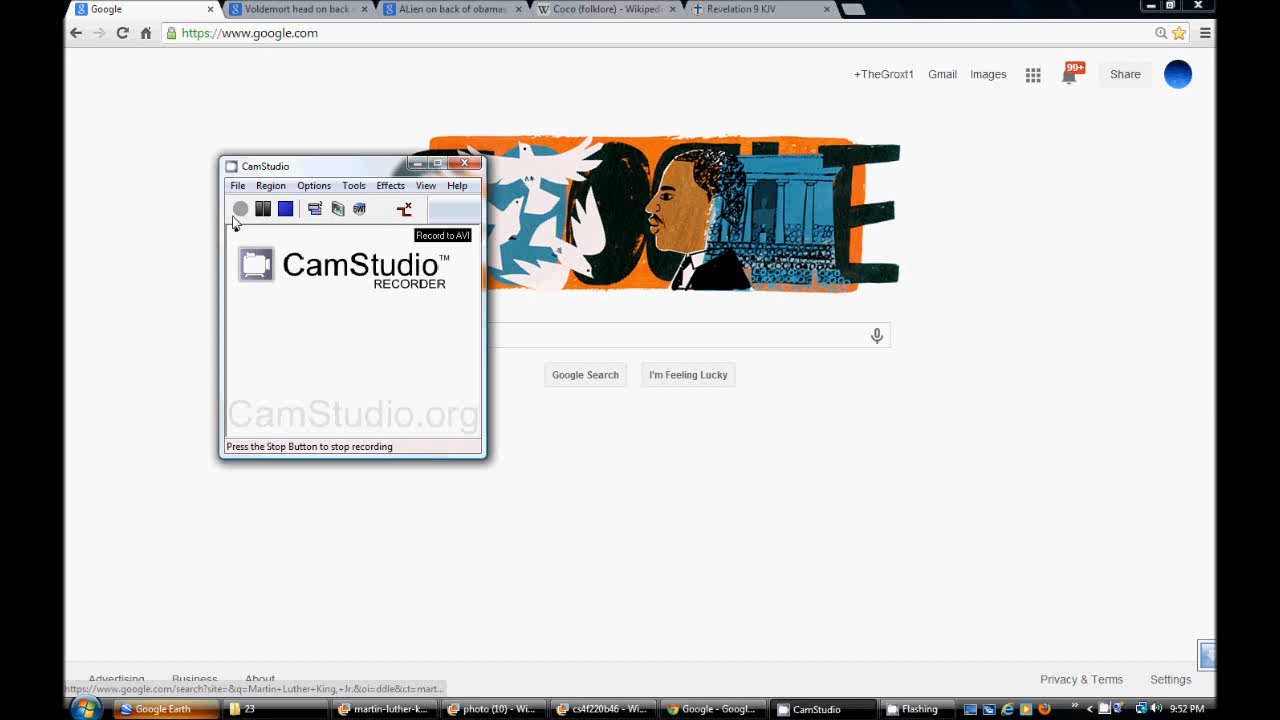 Google
Voldemort head on back
ALien on back of obamas
Coco (folklore) - Wikiped
Revelation 9 KJV
https://www.google.com
+TheGroxt1 Gmail Images 99+ Share
CamStudio
File Region Options Tools Effects View Help
Record to AVI
CamStudio™
RECORDER
CamStudio.org
Press the Stop Button to stop recording
Google Search I'm Feeling Lucky
Advertising Business About
Privacy & Terms Settings
https://www.google.com/search?site=&q=Martin+Luther+King,+Jr.&oi=ddle&ct=mart...
Google Earth 23 martin-luther-k... photo (10) - Wi... cs4f220b46 - Wi... Google - Googl... CamStudio Flashing 9:52 PM